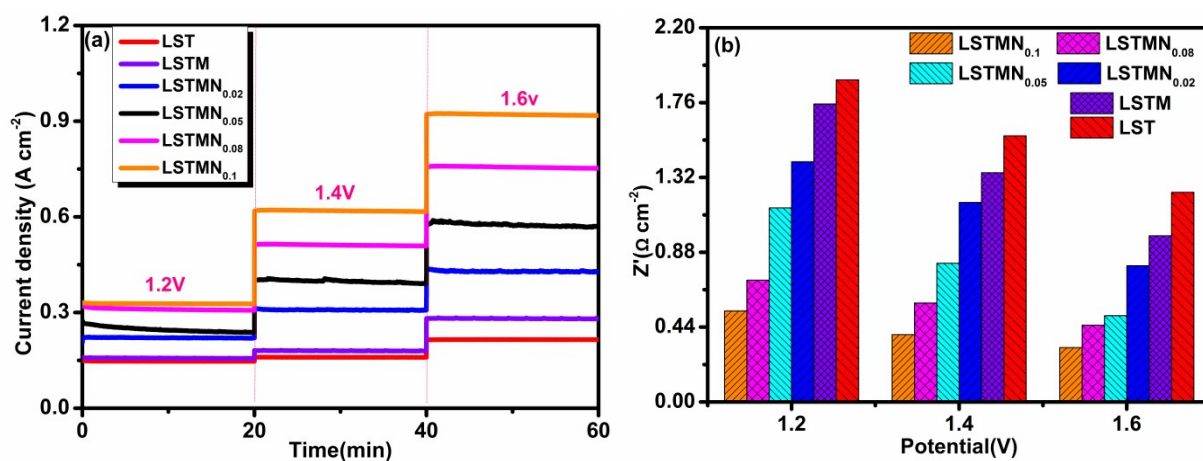 (a)
LST
LSTM
LSTMN0.02
LSTMN0.05
LSTMN0.08
LSTMN0.1
1.2V
1.4V
1.6v
1.2
0.9
0.6
0.3
0.0
0
20
40
60
Current density (A cm-2)
Time(min)
(b)
LSTMN0.1
LSTMN0.08
LSTMN0.05
LSTMN0.02
LSTM
LST
2.20
1.76
1.32
0.88
0.44
0.00
1.2
1.4
1.6
Z'(Ω cm-2)
Potential(V)